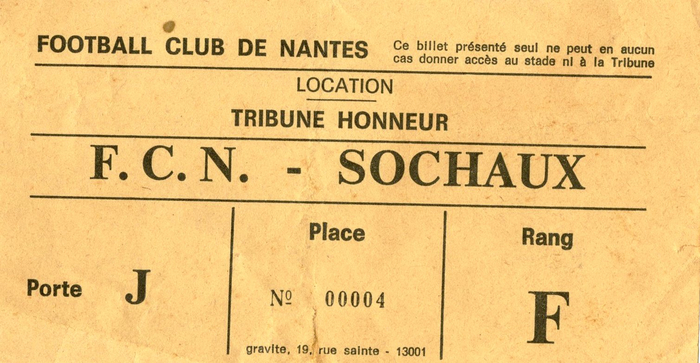 FOOTBALL CLUB DE NANTES
Ce billet présenté seul ne peut en aucun
cas donner accès au stade ni à la Tribune
LOCATION
TRIBUNE HONNEUR
F.C.N. - SOCHAUX
Porte J
Place
Nº 00004
Rang
F
gravite, 19, rue sainte - 13001